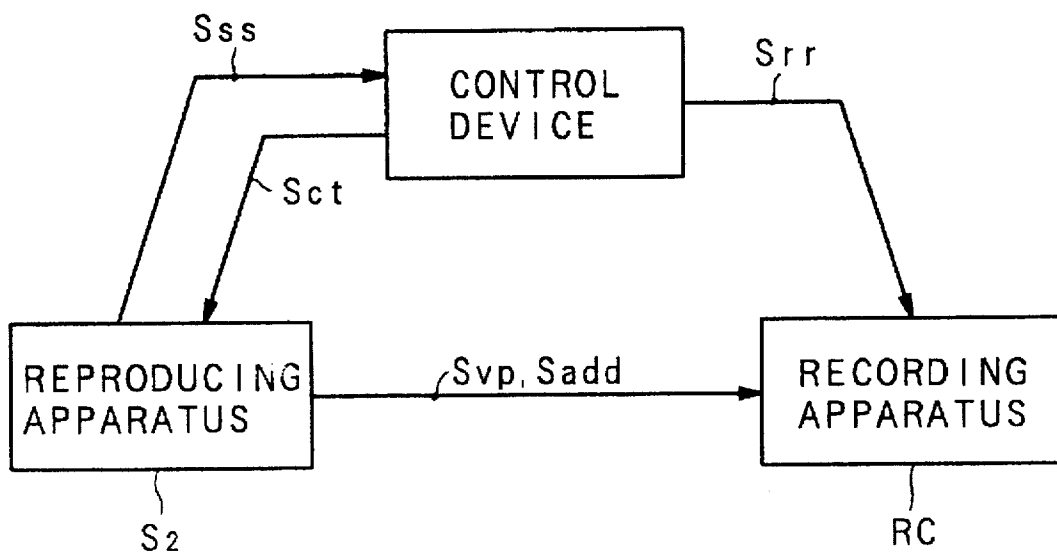 Sss
CONTROL
DEVICE
Srr
Sct
REPRODUCING
APPARATUS
Svp, Sadd
RECORDING
APPARATUS
S2
RC